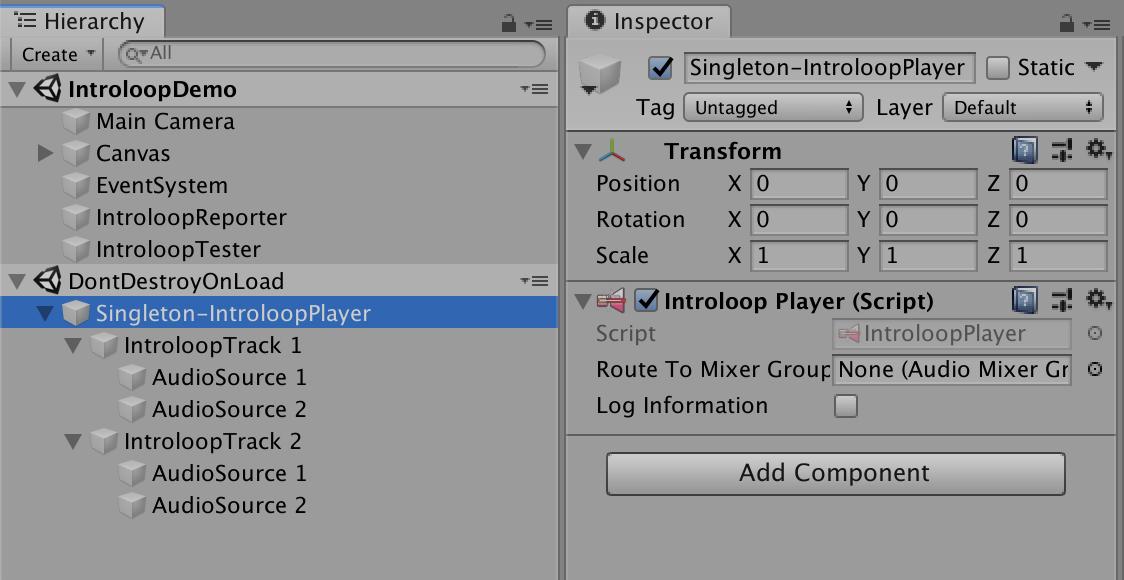 Hierarchy
Create
All
IntroloopDemo
Main Camera
Canvas
EventSystem
IntroloopReporter
IntroloopTester
DontDestroyOnLoad
Singleton-IntroloopPlayer
IntroloopTrack 1
AudioSource 1
AudioSource 2
IntroloopTrack 2
AudioSource 1
AudioSource 2
Inspector
Singleton-IntroloopPlayer Static
Tag Untagged Layer Default
Transform
Position X 0 Y 0 Z 0
Rotation X 0 Y 0 Z 0
Scale X 1 Y 1 Z 1
Introloop Player (Script)
Script IntroloopPlayer
Route To Mixer Group None (Audio Mixer Gr
Log Information
Add Component